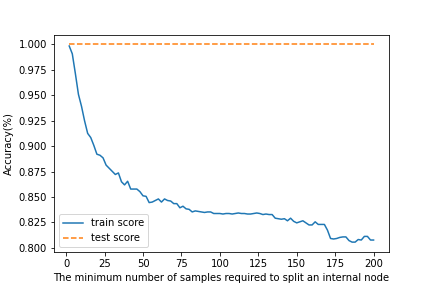 1.000
0.975
0.950
0.925
0.900
0.875
0.850
0.825
0.800
Accuracy(%)
train score
test score
0 25 50 75 100 125 150 175 200
The minimum number of samples required to split an internal node